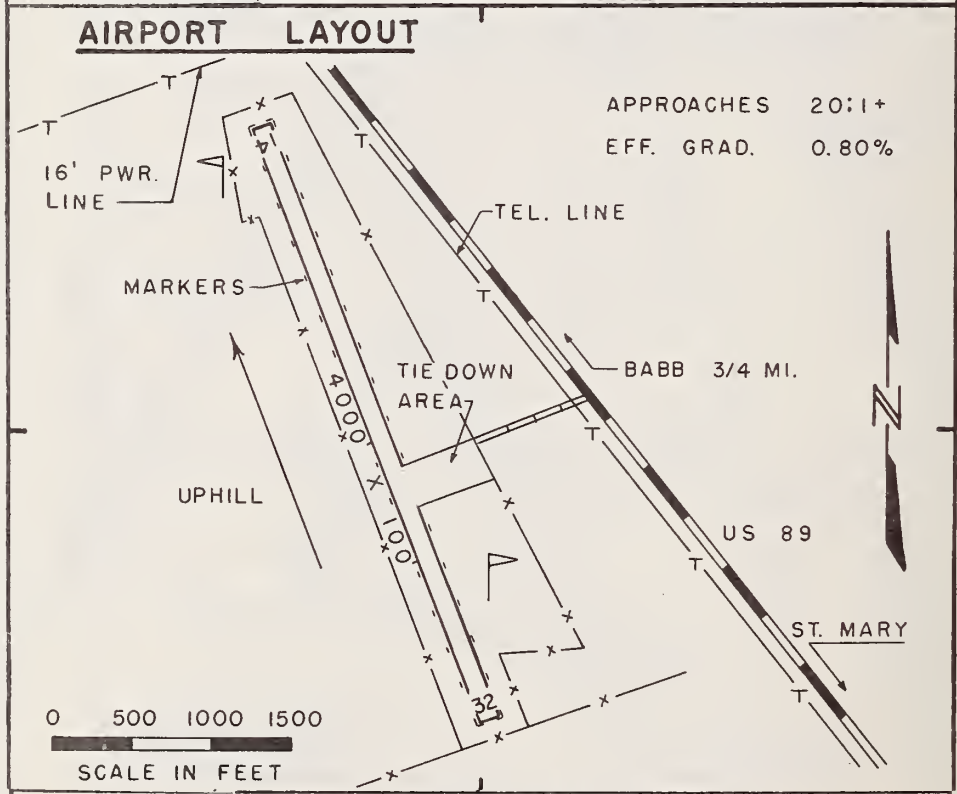 AIRPORT LAYOUT
T
T
APPROACHES 20:1+
EFF. GRAD. 0.80%
4
T
16' PWR.
LINE
TEL. LINE
MARKERS
T
BABB 3/4 MI.
TIE DOWN
AREA
4000' X 100'
N
T
UPHILL
US 89
T
ST. MARY
T
32
0 500 1000 1500
SCALE IN FEET